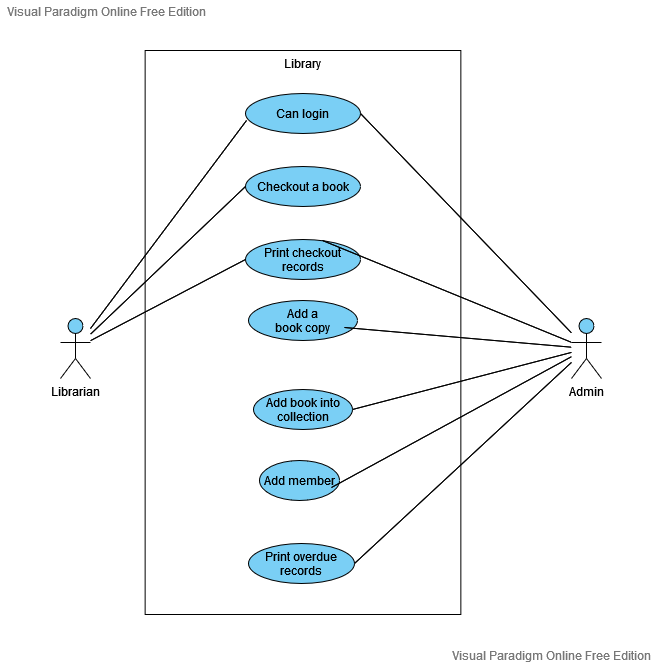 Visual Paradigm Online Free Edition
Library
Can login
Checkout a book
Print checkout
records
Add a
book copy
Librarian
Admin
Add book into
collection
Add member
Print overdue
records
Visual Paradigm Online Free Edition